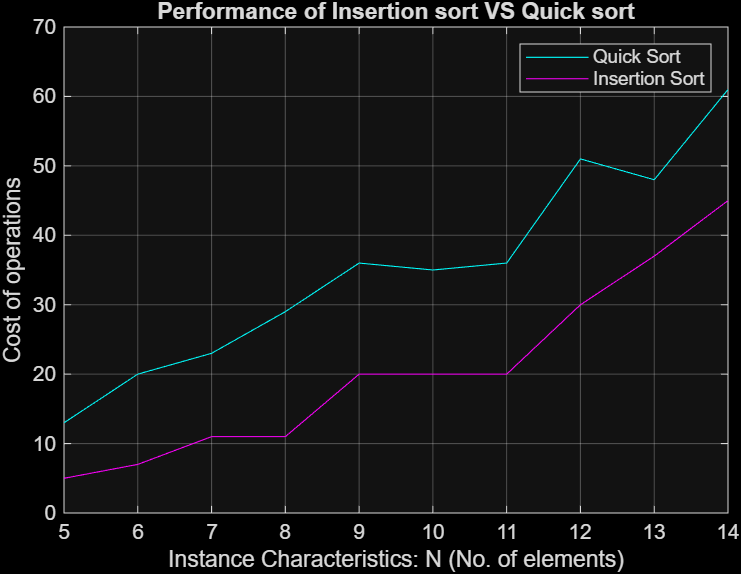 Performance of Insertion sort VS Quick sort
Quick Sort
Insertion Sort
Cost of operations
70
60
50
40
30
20
10
0
5 6 7 8 9 10 11 12 13 14
Instance Characteristics: N (No. of elements)